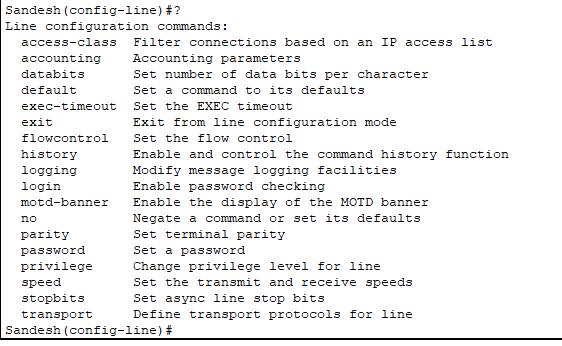 Sandesh(config-line)#?
Line configuration commands:
  access-class  Filter connections based on an IP access list
  accounting    Accounting parameters
  databits      Set number of data bits per character
  default       Set a command to its defaults
  exec-timeout  Set the EXEC timeout
  exit          Exit from line configuration mode
  flowcontrol   Set the flow control
  history       Enable and control the command history function
  logging       Modify message logging facilities
  login         Enable password checking
  motd-banner   Enable the display of the MOTD banner
  no            Negate a command or set its defaults
  parity        Set terminal parity
  password      Set a password
  privilege     Change privilege level for line
  speed         Set the transmit and receive speeds
  stopbits      Set async line stop bits
  transport     Define transport protocols for line
Sandesh(config-line)#